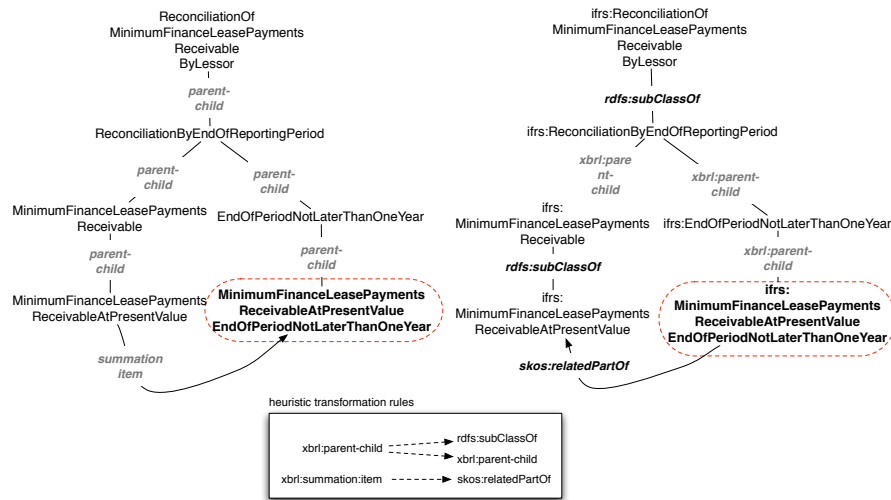 ReconciliationOf
MinimumFinanceLeasePayments
Receivable
ByLessor
parent-
child
ReconciliationByEndOfReportingPeriod
parent-
child
parent-
child
MinimumFinanceLeasePayments
Receivable
EndOfPeriodNotLaterThanOneYear
parent-
child
parent-
child
MinimumFinanceLeasePayments
ReceivableAtPresentValue
MinimumFinanceLeasePayments
ReceivableAtPresentValue
EndOfPeriodNotLaterThanOneYear
summation
item
ifrs:ReconciliationOf
MinimumFinanceLeasePayments
Receivable
ByLessor
rdfs:subClassOf
ifrs:ReconciliationByEndOfReportingPeriod
xbrl:pare
nt-
child
xbrl:parent-
child
ifrs:
MinimumFinanceLeasePayments
Receivable
ifrs:EndOfPeriodNotLaterThanOneYear
rdfs:subClassOf
xbrl:parent-
child
ifrs:
MinimumFinanceLeasePayments
ReceivableAtPresentValue
ifrs:
MinimumFinanceLeasePayments
ReceivableAtPresentValue
EndOfPeriodNotLaterThanOneYear
skos:relatedPartOf
heuristic transformation rules
xbrl:parent-child
rdfs:subClassOf
xbrl:parent-child
xbrl:summation:item
skos:relatedPartOf